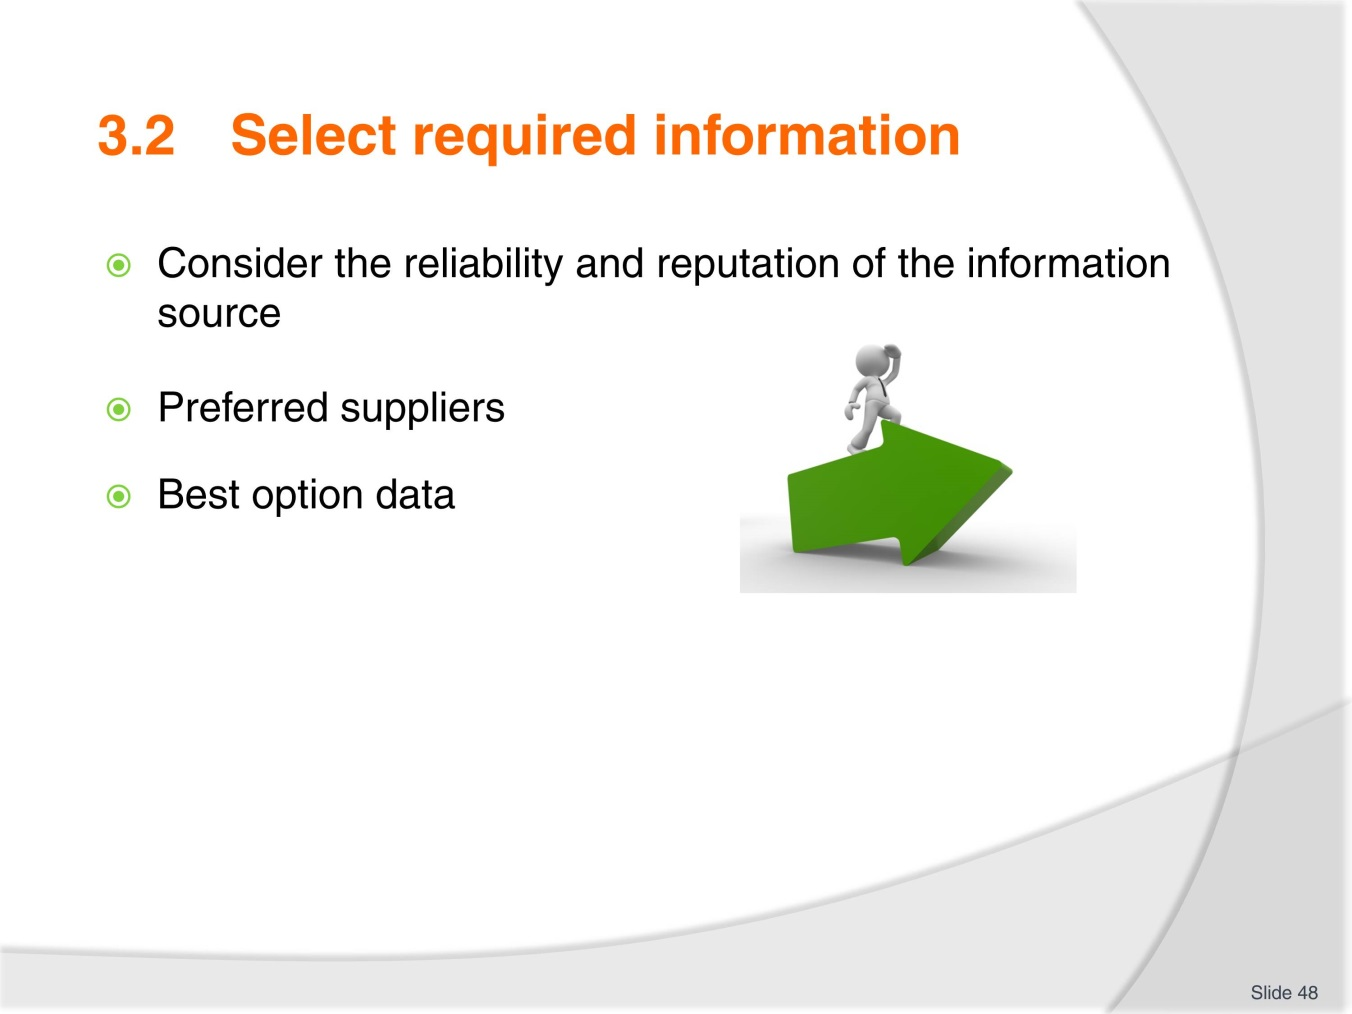 3.2 Select required information
Consider the reliability and reputation of the information
source
Preferred suppliers
Best option data
Slide 48